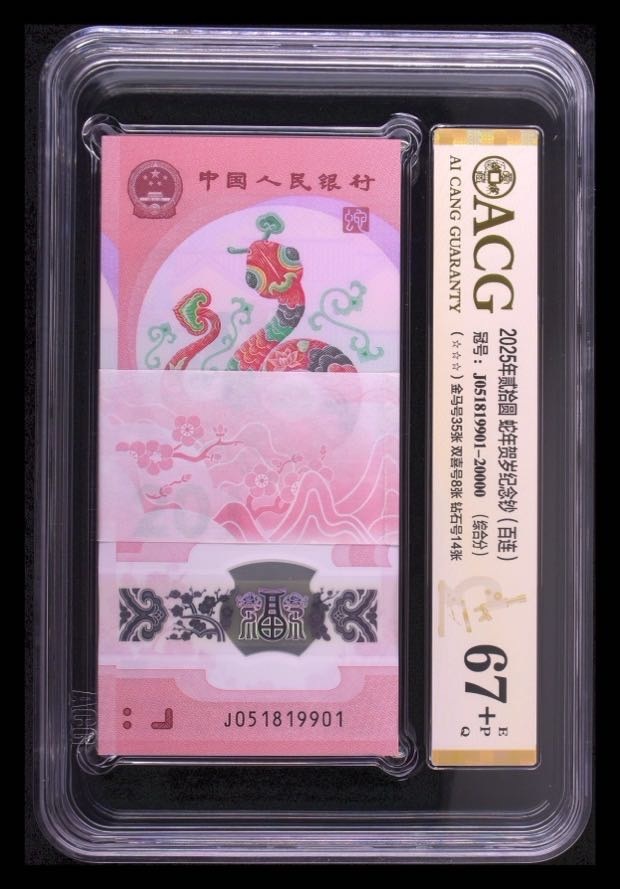 中国人民银行
J051819901
ACG
AI CANG GUARANTY
2025年贰拾圆 蛇年贺岁纪念钞（百连）
冠号：J051819901-20000 （综合分）
（☆☆☆）金马号35张 双喜号8张 钻石号14张
67+
E
P
Q
ACG